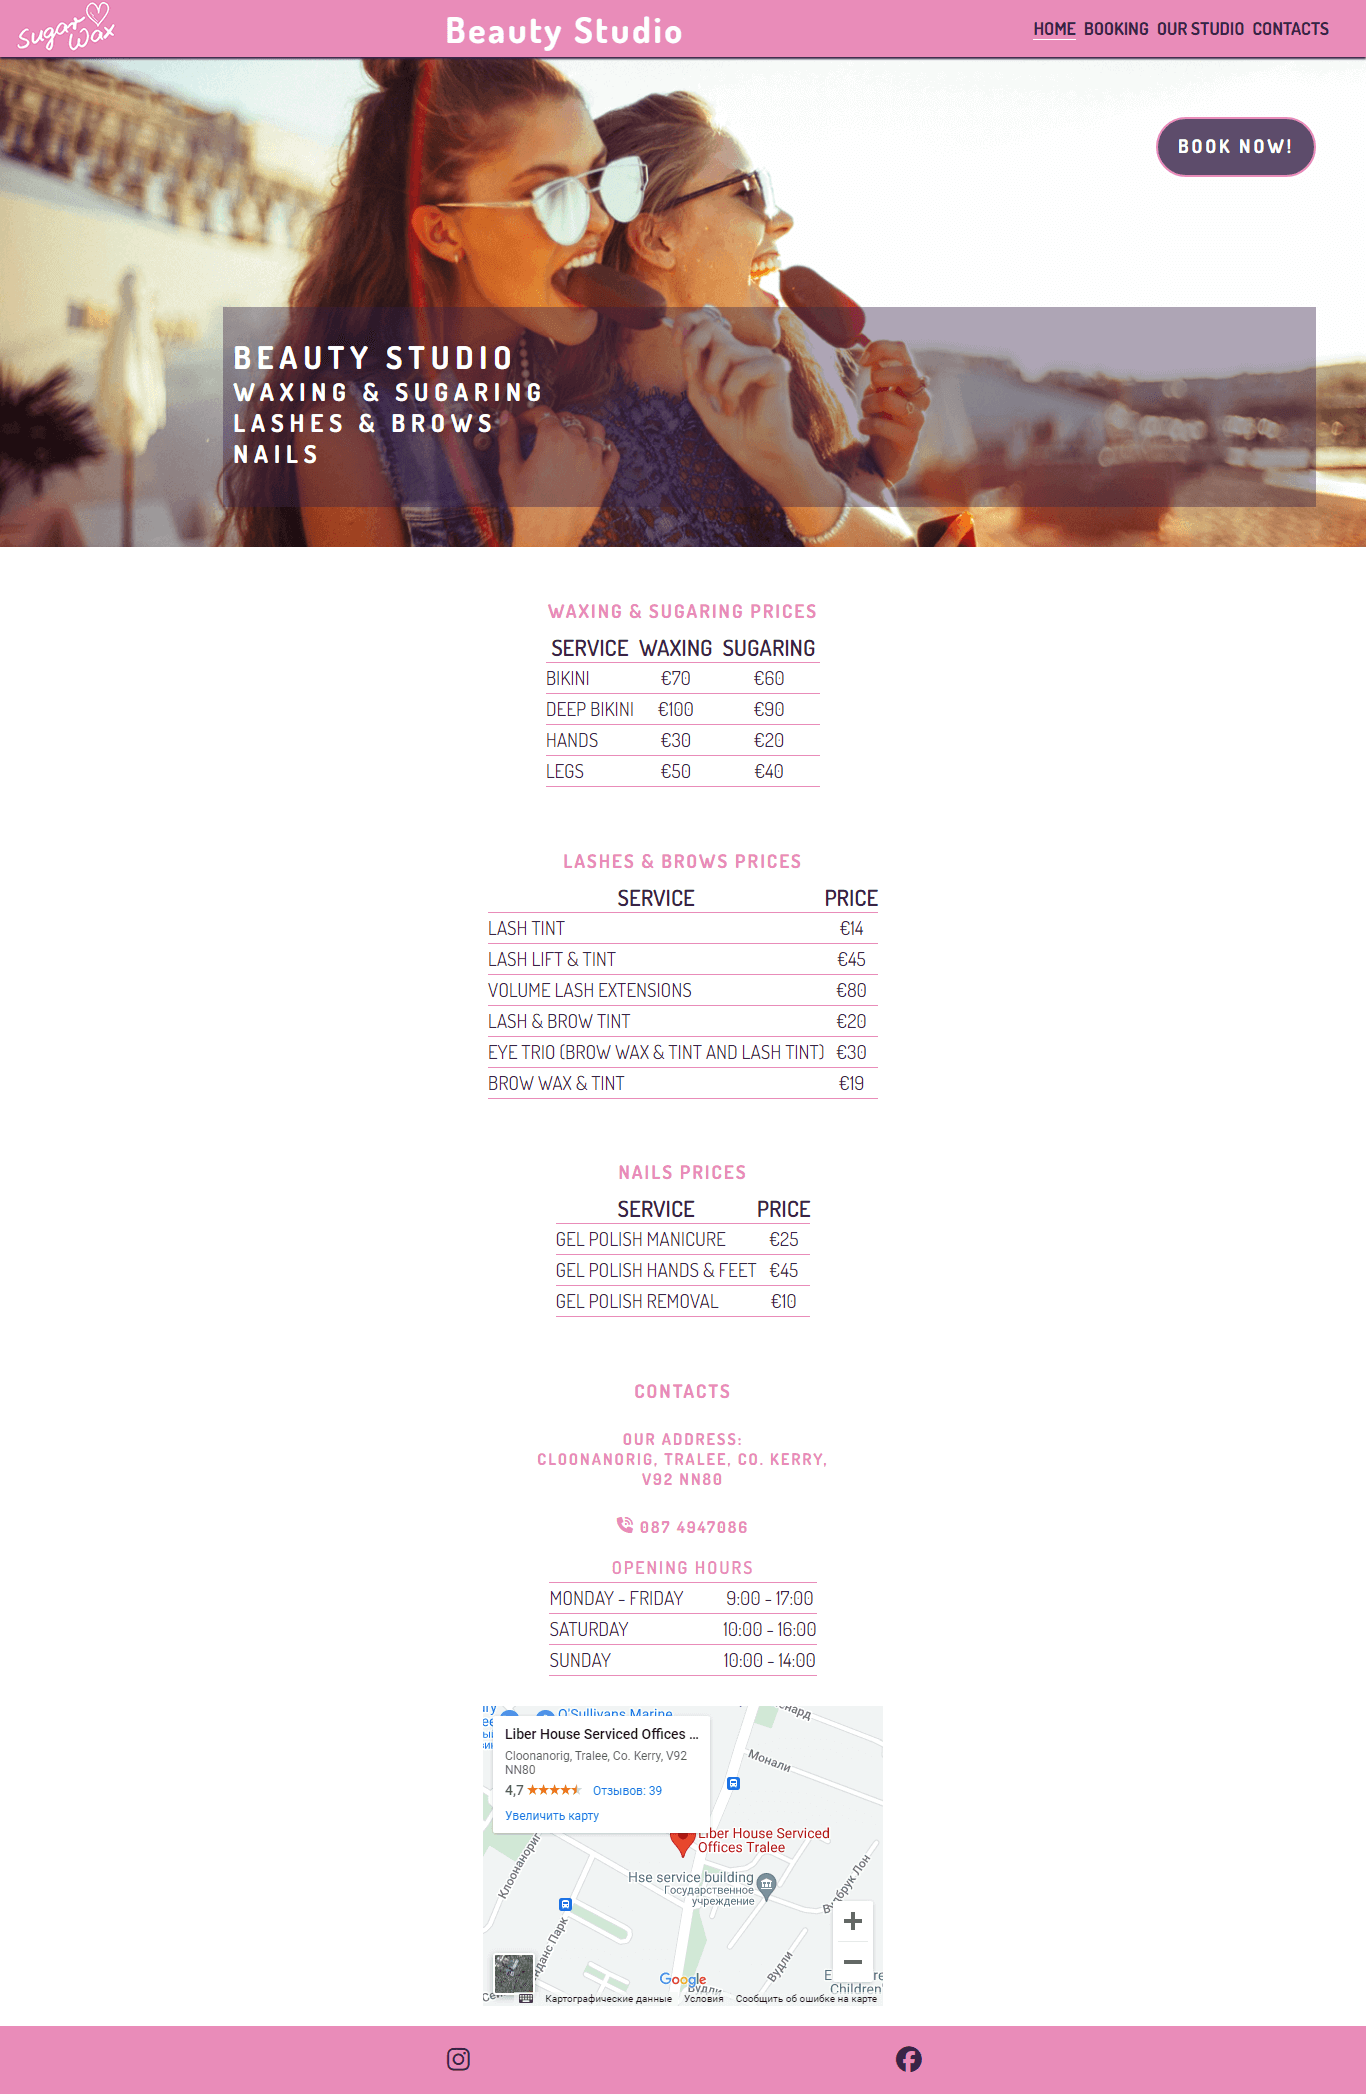 Sugar Wax
Beauty Studio
HOME BOOKING OUR STUDIO CONTACTS
BOOK NOW!
BEAUTY STUDIO
WAXING & SUGARING
LASHES & BROWS
NAILS
WAXING & SUGARING PRICES
SERVICE WAXING SUGARING
BIKINI €70 €60
DEEP BIKINI €100 €90
HANDS €30 €20
LEGS €50 €40
LASHES & BROWS PRICES
SERVICE PRICE
LASH TINT €14
LASH LIFT & TINT €45
VOLUME LASH EXTENSIONS €80
LASH & BROW TINT €20
EYE TRIO (BROW WAX & TINT AND LASH TINT) €30
BROW WAX & TINT €19
NAILS PRICES
SERVICE PRICE
GEL POLISH MANICURE €25
GEL POLISH HANDS & FEET €45
GEL POLISH REMOVAL €10
CONTACTS
OUR ADDRESS:
CLOONANORIG, TRALEE, CO. KERRY,
V92 NN80
087 4947086
OPENING HOURS
MONDAY - FRIDAY 9:00 - 17:00
SATURDAY 10:00 - 16:00
SUNDAY 10:00 - 14:00
O'Sullivans Marine
Liber House Serviced Offices ...
Cloonanorig, Tralee, Co. Kerry, V92
NN80
4,7 Отзывов: 39
Увеличить карту
Монали
Liber House Serviced
Offices Tralee
Клоонанориг
Hse service building
Государственное
учреждение
Лон
Парк
Вудли
Children'
Google
Вудли
Картографические данные Условия Сообщить об ошибке на карте